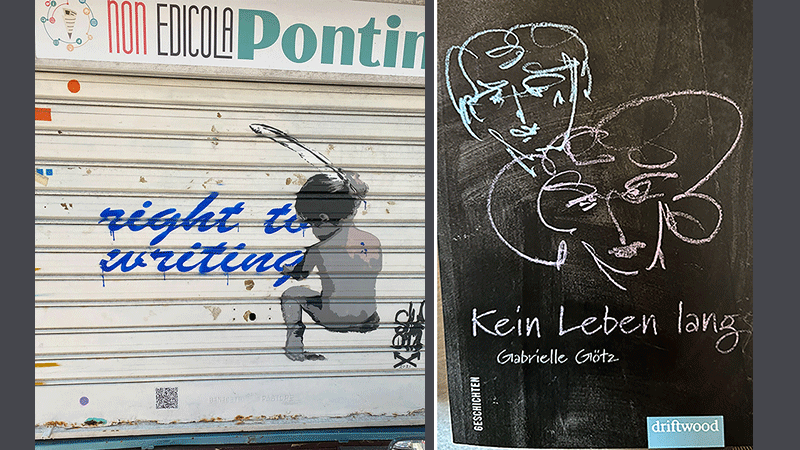 NON EDICOLA Pontin
right to
writing
Kein Leben lang
Gabrielle Götz
GESCHICHTEN
driftwood